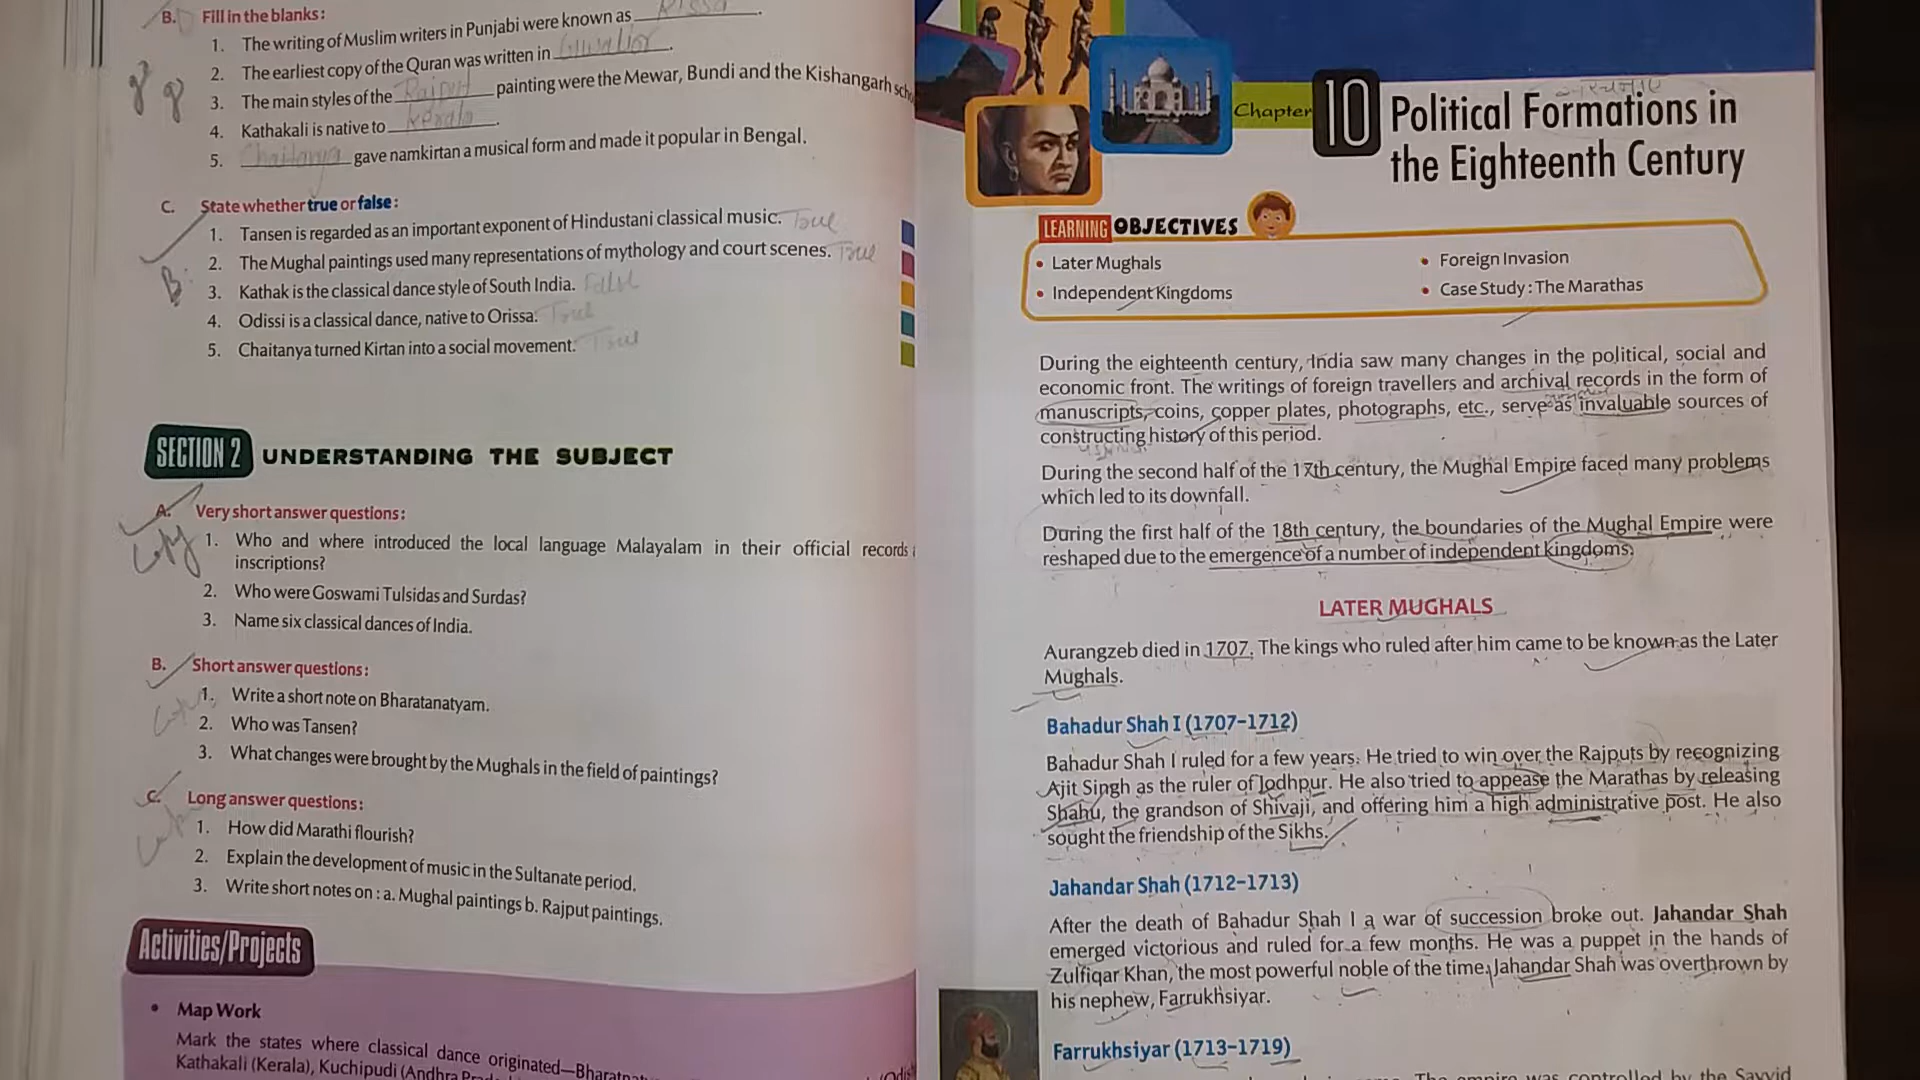 B. Fill in the blanks:
1. The writing of Muslim writers in Punjabi were known as Kissa.
2. The earliest copy of the Quran was written in Gwalior.
3. The main styles of the Rajput painting were the Mewar, Bundi and the Kishangarh
4. Kathakali is native to Kerala.
5. Chaitanya gave namkirtan a musical form and made it popular in Bengal.
C. State whether true or false:
1. Tansen is regarded as an important exponent of Hindustani classical music. True
2. The Mughal paintings used many representations of mythology and court scenes. True
3. Kathak is the classical dance style of South India. False
4. Odissi is a classical dance, native to Orissa. True
5. Chaitanya turned Kirtan into a social movement. True
SECTION 2 UNDERSTANDING THE SUBJECT
A. Very short answer questions:
Copy
1. Who and where introduced the local language Malayalam in their official records
inscriptions?
2. Who were Goswami Tulsidas and Surdas?
3. Name six classical dances of India.
B. Short answer questions:
1. Write a short note on Bharatanatyam.
2. Who was Tansen?
3. What changes were brought by the Mughals in the field of paintings?
C. Long answer questions:
1. How did Marathi flourish?
2. Explain the development of music in the Sultanate period.
3. Write short notes on : a. Mughal paintings b. Rajput paintings.
Activities/Projects
• Map Work
Mark the states where classical dance originated—
Kathakali (Kerala), Kuchipudi
Chapter 10 Political Formations in
the Eighteenth Century
LEARNING OBJECTIVES
• Later Mughals
• Foreign Invasion
• Independent Kingdoms
• Case Study : The Marathas
During the eighteenth century, India saw many changes in the political, social and
economic front. The writings of foreign travellers and archival records in the form of
manuscripts, coins, copper plates, photographs, etc., serve as invaluable sources of
constructing history of this period.
During the second half of the 17th century, the Mughal Empire faced many problems
which led to its downfall.
During the first half of the 18th century, the boundaries of the Mughal Empire were
reshaped due to the emergence of a number of independent kingdoms.
LATER MUGHALS
Aurangzeb died in 1707. The kings who ruled after him came to be known as the Later
Mughals.
Bahadur Shah I (1707–1712)
Bahadur Shah I ruled for a few years. He tried to win over the Rajputs by recognizing
Ajit Singh as the ruler of Jodhpur. He also tried to appease the Marathas by releasing
Shahu, the grandson of Shivaji, and offering him a high administrative post. He also
sought the friendship of the Sikhs.
Jahandar Shah (1712–1713)
After the death of Bahadur Shah I a war of succession broke out. Jahandar Shah
emerged victorious and ruled for a few months. He was a puppet in the hands of
Zulfiqar Khan, the most powerful noble of the time. Jahandar Shah was overthrown by
his nephew, Farrukhsiyar.
Farrukhsiyar (1713–1719)
The empire was controlled by the Sayyid